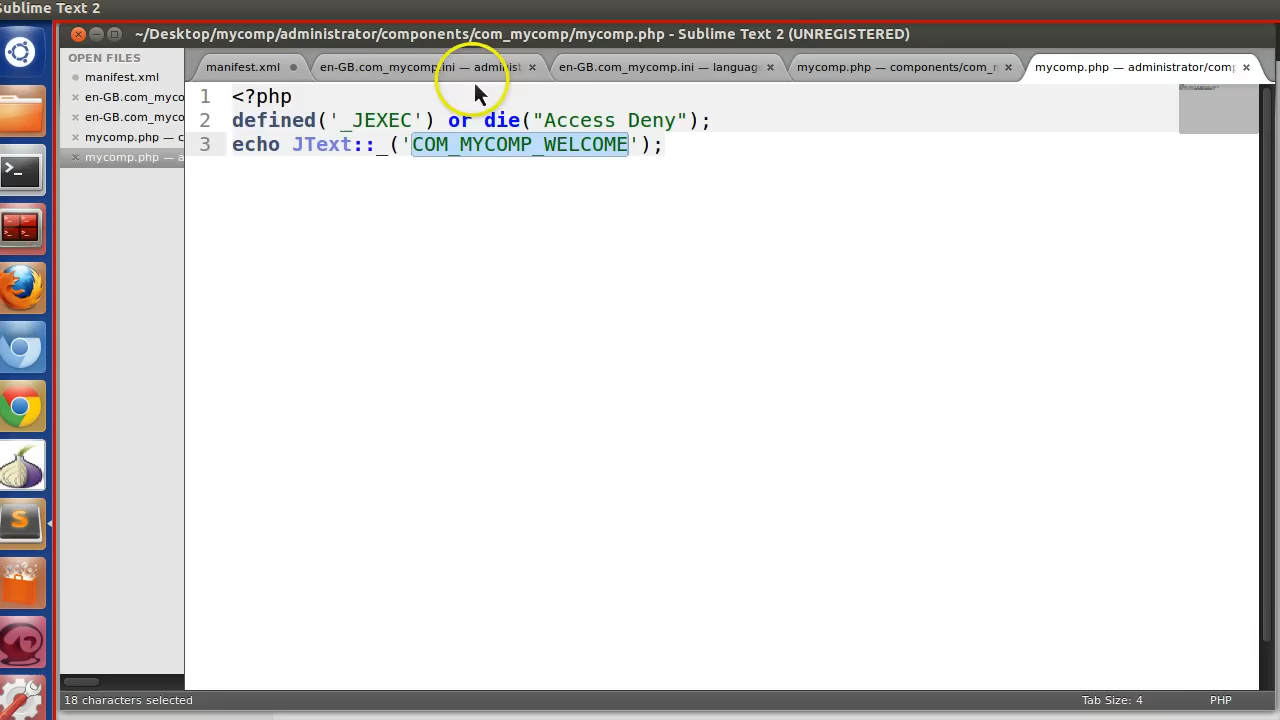 Sublime Text 2
~/Desktop/mycomp/administrator/components/com_mycomp/mycomp.php - Sublime Text 2 (UNREGISTERED)
OPEN FILES
manifest.xml
en-GB.com_myco
en-GB.com_myco
mycomp.php — c
mycomp.php — a
manifest.xml
en-GB.com_mycomp.ini — administ
en-GB.com_mycomp.ini — languag
mycomp.php — components/com_r
mycomp.php — administrator/comp
1 <?php
2 defined('_JEXEC') or die("Access Deny");
3 echo JText::_('COM_MYCOMP_WELCOME');
18 characters selected
Tab Size: 4
PHP